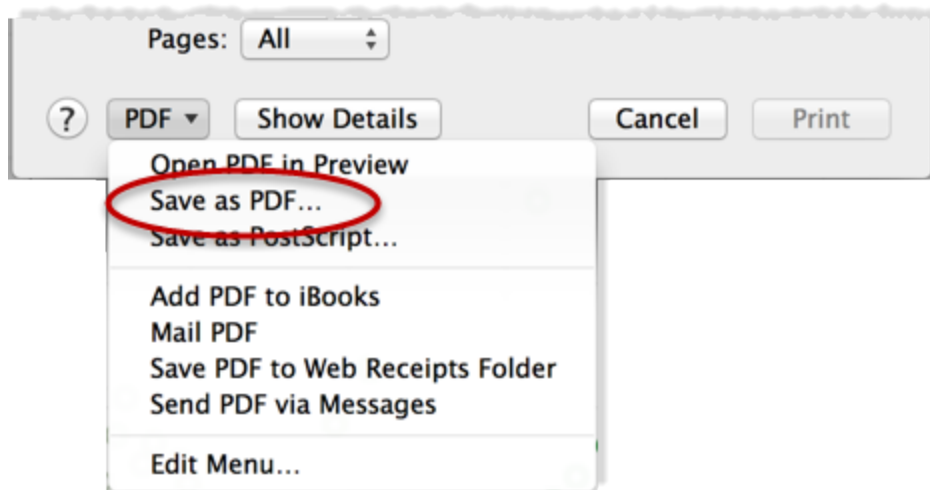 Pages: All
? PDF Show Details Cancel Print
Open PDF in Preview
Save as PDF...
Save as PostScript...
Add PDF to iBooks
Mail PDF
Save PDF to Web Receipts Folder
Send PDF via Messages
Edit Menu...